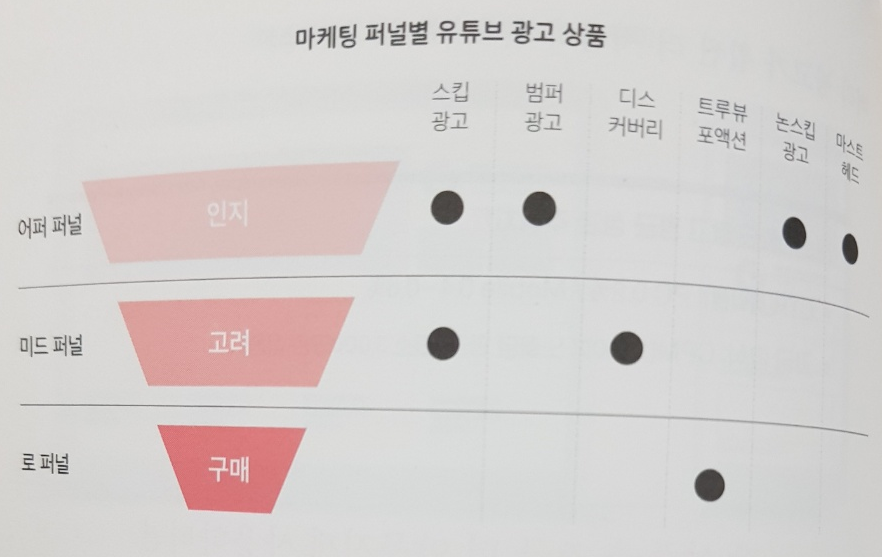 마케팅 퍼널별 유튜브 광고 상품
스킵
광고
범퍼
광고
디스
커버리
트루뷰
포액션
논스킵
광고
마스트
헤드
어퍼 퍼널
인지
미드 퍼널
고려
로 퍼널
구매